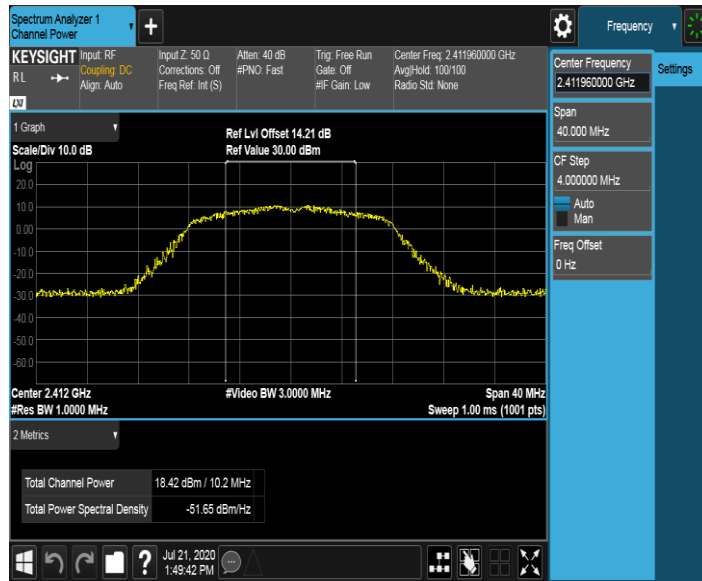 Spectrum Analyzer 1
Channel Power
+
Frequency
KEYSIGHT
RL
LXI
Input: RF
Coupling: DC
Align: Auto
Input Z: 50 Ω
Corrections: Off
Freq Ref: Int (S)
Atten: 40 dB
#PNO: Fast
Trig: Free Run
Gate: Off
#IF Gain: Low
Center Freq: 2.411960000 GHz
Avg|Hold: 100/100
Radio Std: None
Center Frequency
2.411960000 GHz
Settings
Span
40.000 MHz
CF Step
4.000000 MHz
Auto
Man
Freq Offset
0 Hz
1 Graph
Scale/Div 10.0 dB
Ref Lvl Offset 14.21 dB
Ref Value 30.00 dBm
Log
20.0
10.0
0.00
-10.0
-20.0
-30.0
-40.0
-50.0
-60.0
Center 2.412 GHz
#Video BW 3.0000 MHz
Span 40 MHz
#Res BW 1.0000 MHz
Sweep 1.00 ms (1001 pts)
2 Metrics
Total Channel Power 18.42 dBm / 10.2 MHz
Total Power Spectral Density -51.65 dBm/Hz
?
Jul 21, 2020
1:49:42 PM